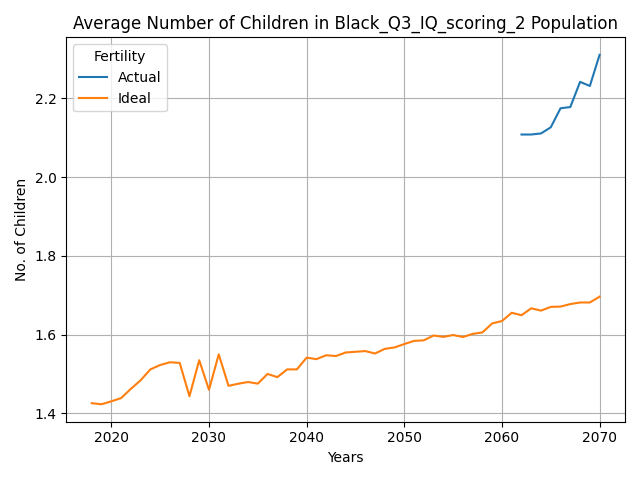 Average Number of Children in Black_Q3_IQ_scoring_2 Population
Fertility
Actual
Ideal
No. of Children
2.2
2.0
1.8
1.6
1.4
2020 2030 2040 2050 2060 2070
Years